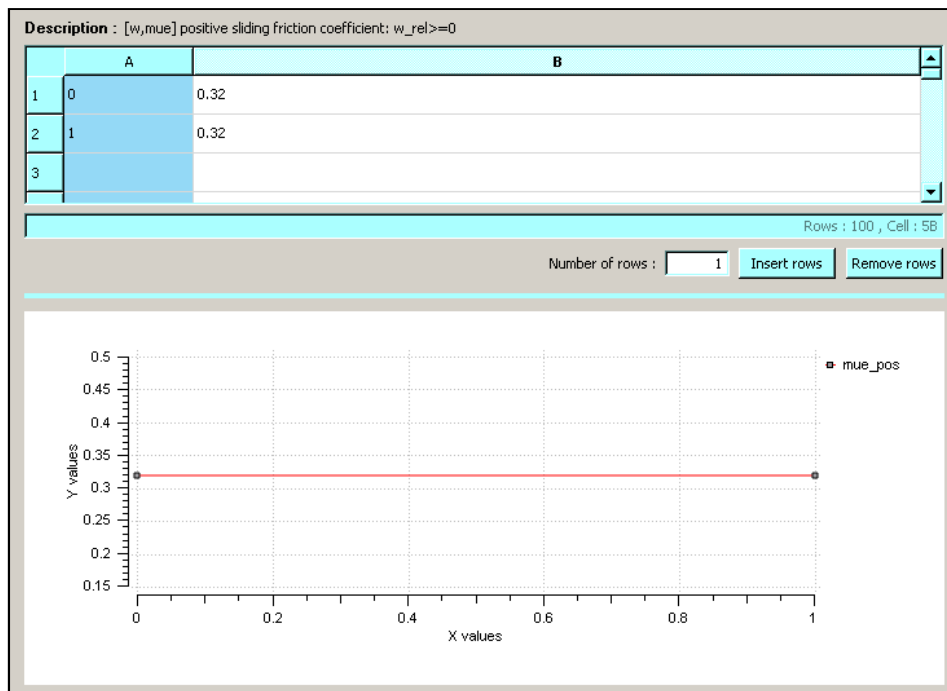 Description : [w,mue] positive sliding friction coefficient: w_rel>=0
A B
1 0 0.32
2 1 0.32
3
Rows : 100 , Cell : 5B
Number of rows : 1 Insert rows Remove rows
0.5
mue_pos
0.45
0.4
0.35
Y values
0.3
0.25
0.2
0.15
0 0.2 0.4 0.6 0.8 1
X values